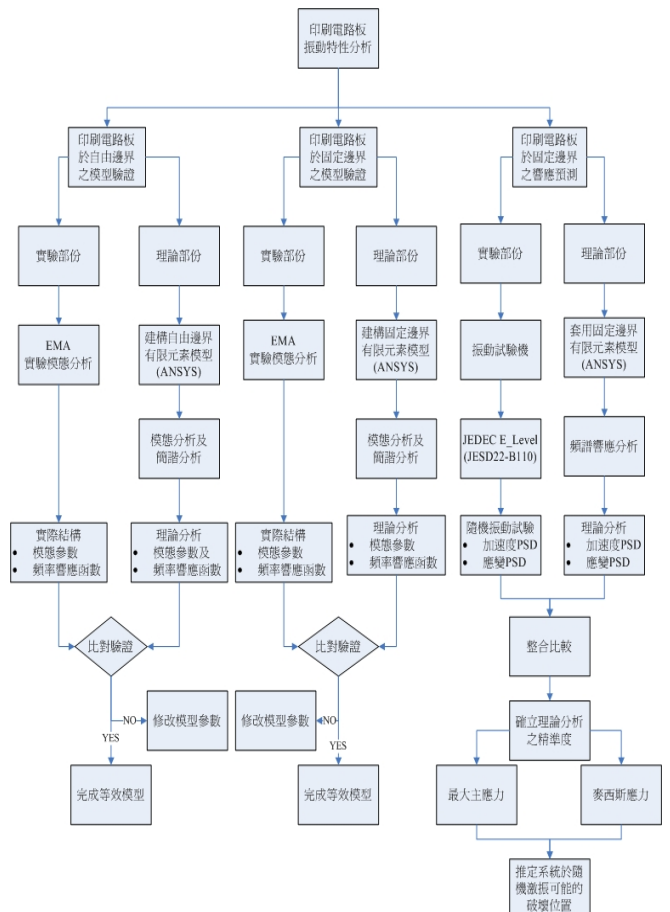 印刷電路板
振動特性分析
印刷電路板
於自由邊界
之模型驗證
印刷電路板
於固定邊界
之模型驗證
印刷電路板
於固定邊界
之響應預測
實驗部份
理論部份
實驗部份
理論部份
實驗部份
理論部份
EMA
實驗模態分析
建構自由邊界
有限元素模型
(ANSYS)
EMA
實驗模態分析
建構固定邊界
有限元素模型
(ANSYS)
振動試驗機
套用固定邊界
有限元素模型
(ANSYS)
模態分析及
簡諧分析
模態分析及
簡諧分析
JEDEC E_Level
(JESD22-B110)
頻譜響應分析
實際結構
• 模態參數
• 頻率響應函數
理論分析
• 模態參數及
• 頻率響應函數
實際結構
• 模態參數
• 頻率響應函數
理論分析
• 模態參數
• 頻率響應函數
隨機振動試驗
• 加速度PSD
• 應變PSD
理論分析
• 加速度PSD
• 應變PSD
比對驗證
比對驗證
整合比較
NO
修改模型參數
YES
完成等效模型
修改模型參數
NO
YES
完成等效模型
確立理論分析
之精準度
最大主應力
麥西斯應力
推定系統於隨
機激振可能的
破壞位置